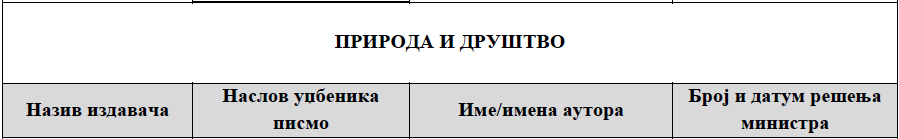 ПРИРОДА И ДРУШТВО
Назив издавача
Наслов уџбеника
писмо
Име/имена аутора
Број и датум решења
министра